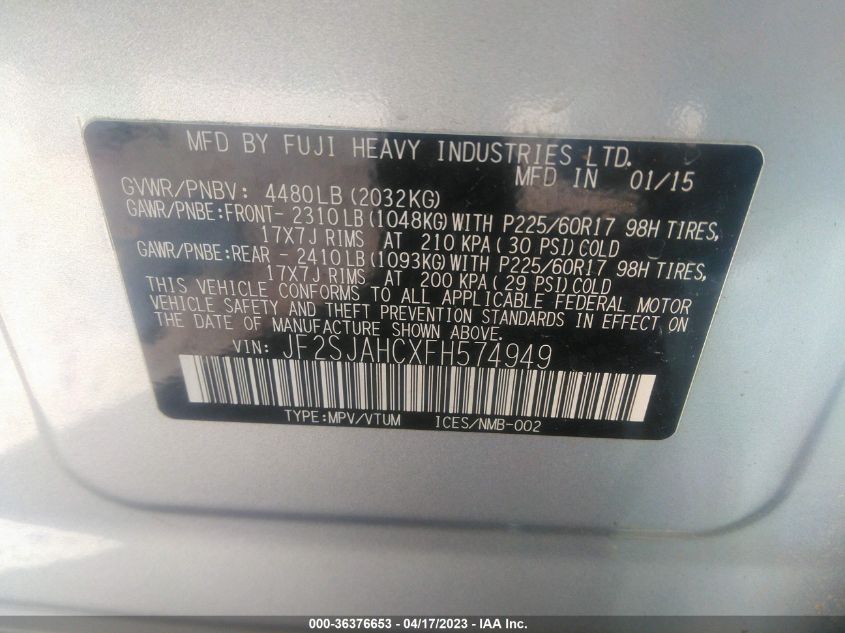 MFD BY FUJI HEAVY INDUSTRIES LTD.
MFD IN 01/15
GVWR/PNBV: 4480LB(2032KG)
GAWR/PNBE:FRONT- 2310LB(1048KG)WITH P225/60R17 98H TIRES,
17X7J RIMS AT 210 KPA( 30 PSI)COLD
GAWR/PNBE:REAR - 2410LB(1093KG)WITH P225/60R17 98H TIRES,
17X7J RIMS AT 200 KPA( 29 PSI)COLD
THIS VEHICLE CONFORMS TO ALL APPLICABLE FEDERAL MOTOR
VEHICLE SAFETY AND THEFT PREVENTION STANDARDS IN EFFECT ON
THE DATE OF MANUFACTURE SHOWN ABOVE.
VIN: JF2SJAHCXFH574949
TYPE:MPV/VTUM ICES/NMB-002
000-36376653 - 04/17/2023 - IAA Inc.